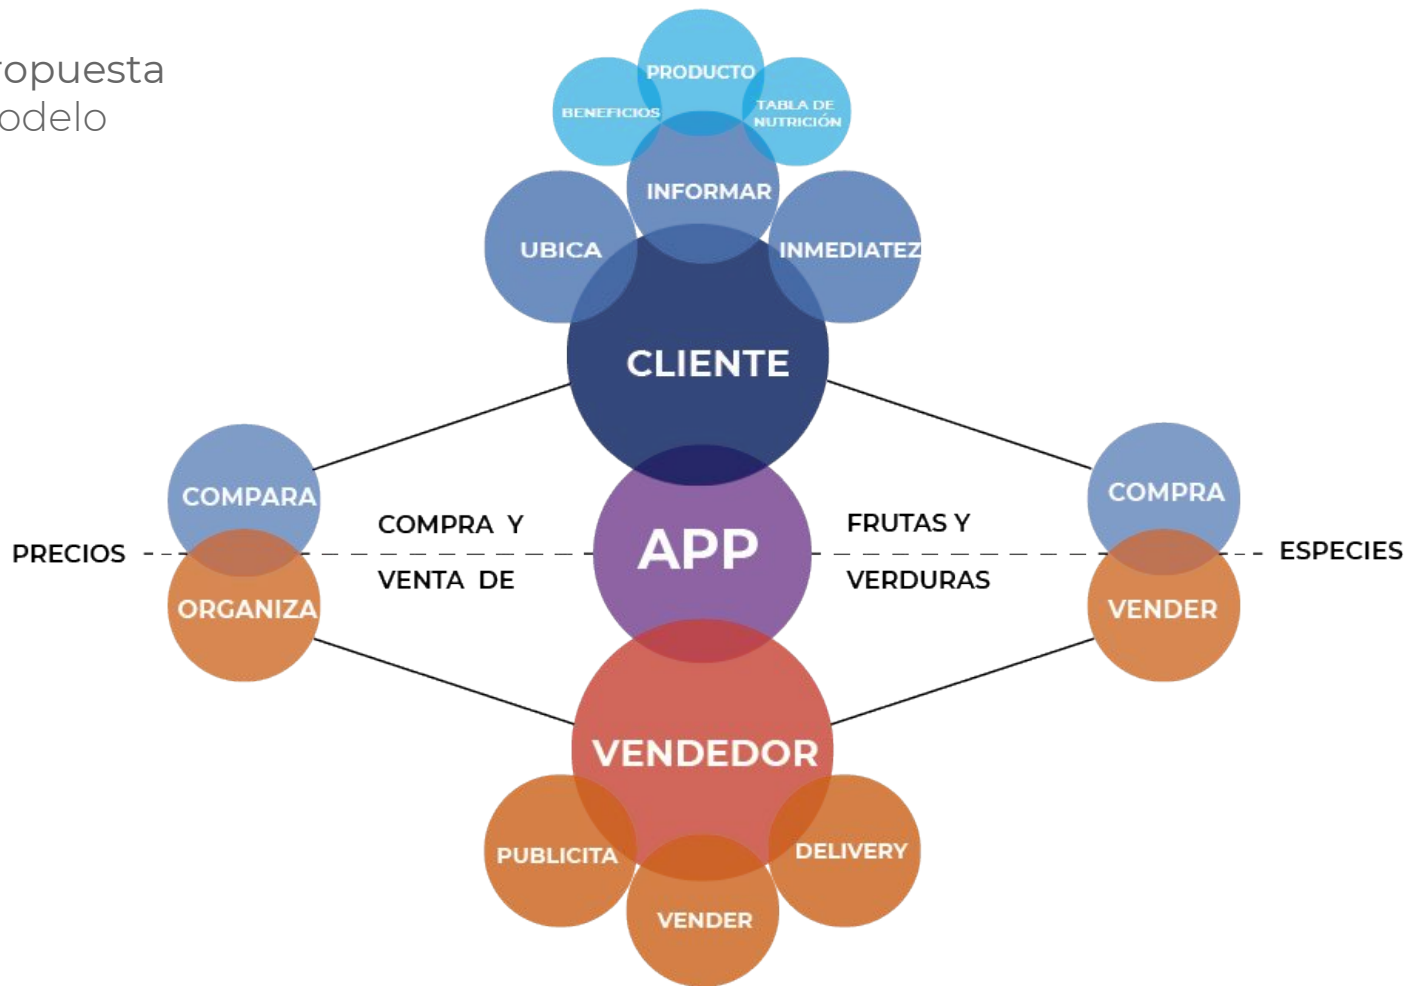 ropuesta
odelo
PRODUCTO
BENEFICIOS
TABLA DE
NUTRICIÓN
INFORMAR
UBICA
INMEDIATEZ
CLIENTE
COMPARA
COMPRA
COMPRA Y
FRUTAS Y
PRECIOS
APP
ESPECIES
VENTA DE
VERDURAS
ORGANIZA
VENDER
VENDEDOR
PUBLICITA
DELIVERY
VENDER